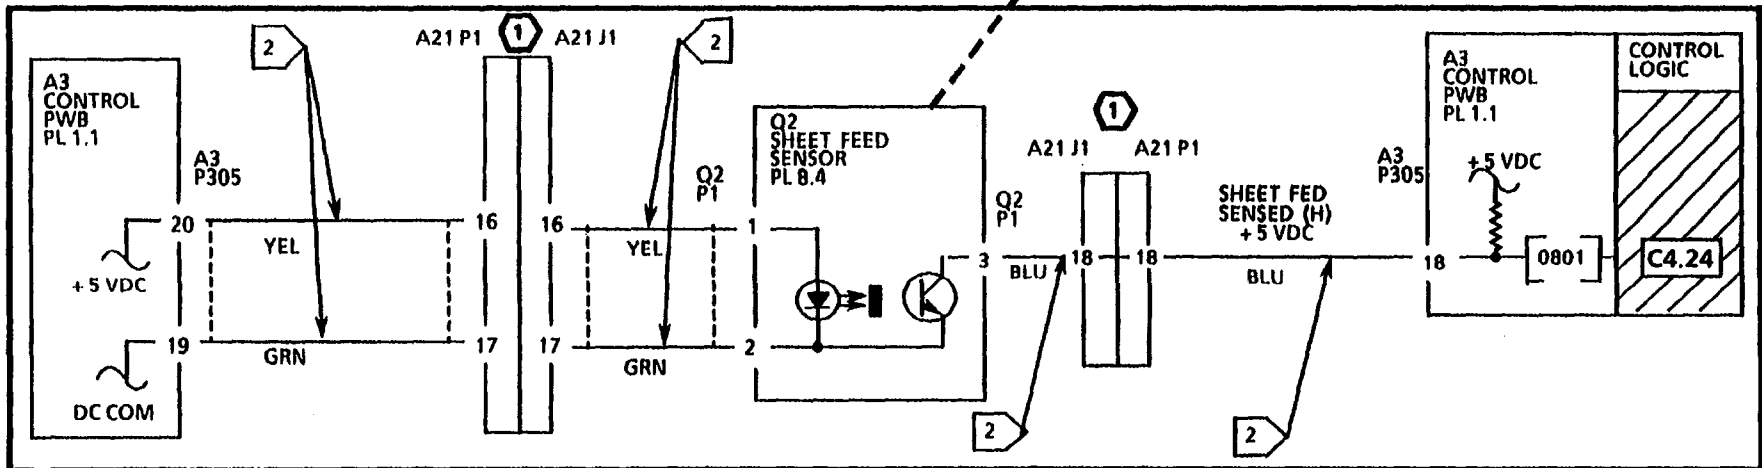 2
A21 P1
1
A21 J1
2
A3
CONTROL
PWB
PL 1.1
A3
P305
20
YEL
16
16
YEL
+ 5 VDC
19
GRN
17
17
GRN
DC COM
Q2
P1
1
2
Q2
SHEET FEED
SENSOR
PL 8.4
Q2
P1
3
BLU
1
A21 J1
A21 P1
18
18
SHEET FED
SENSED (H)
+ 5 VDC
BLU
2
2
A3
P305
18
A3
CONTROL
PWB
PL 1.1
+ 5 VDC
0801
CONTROL
LOGIC
C4.24